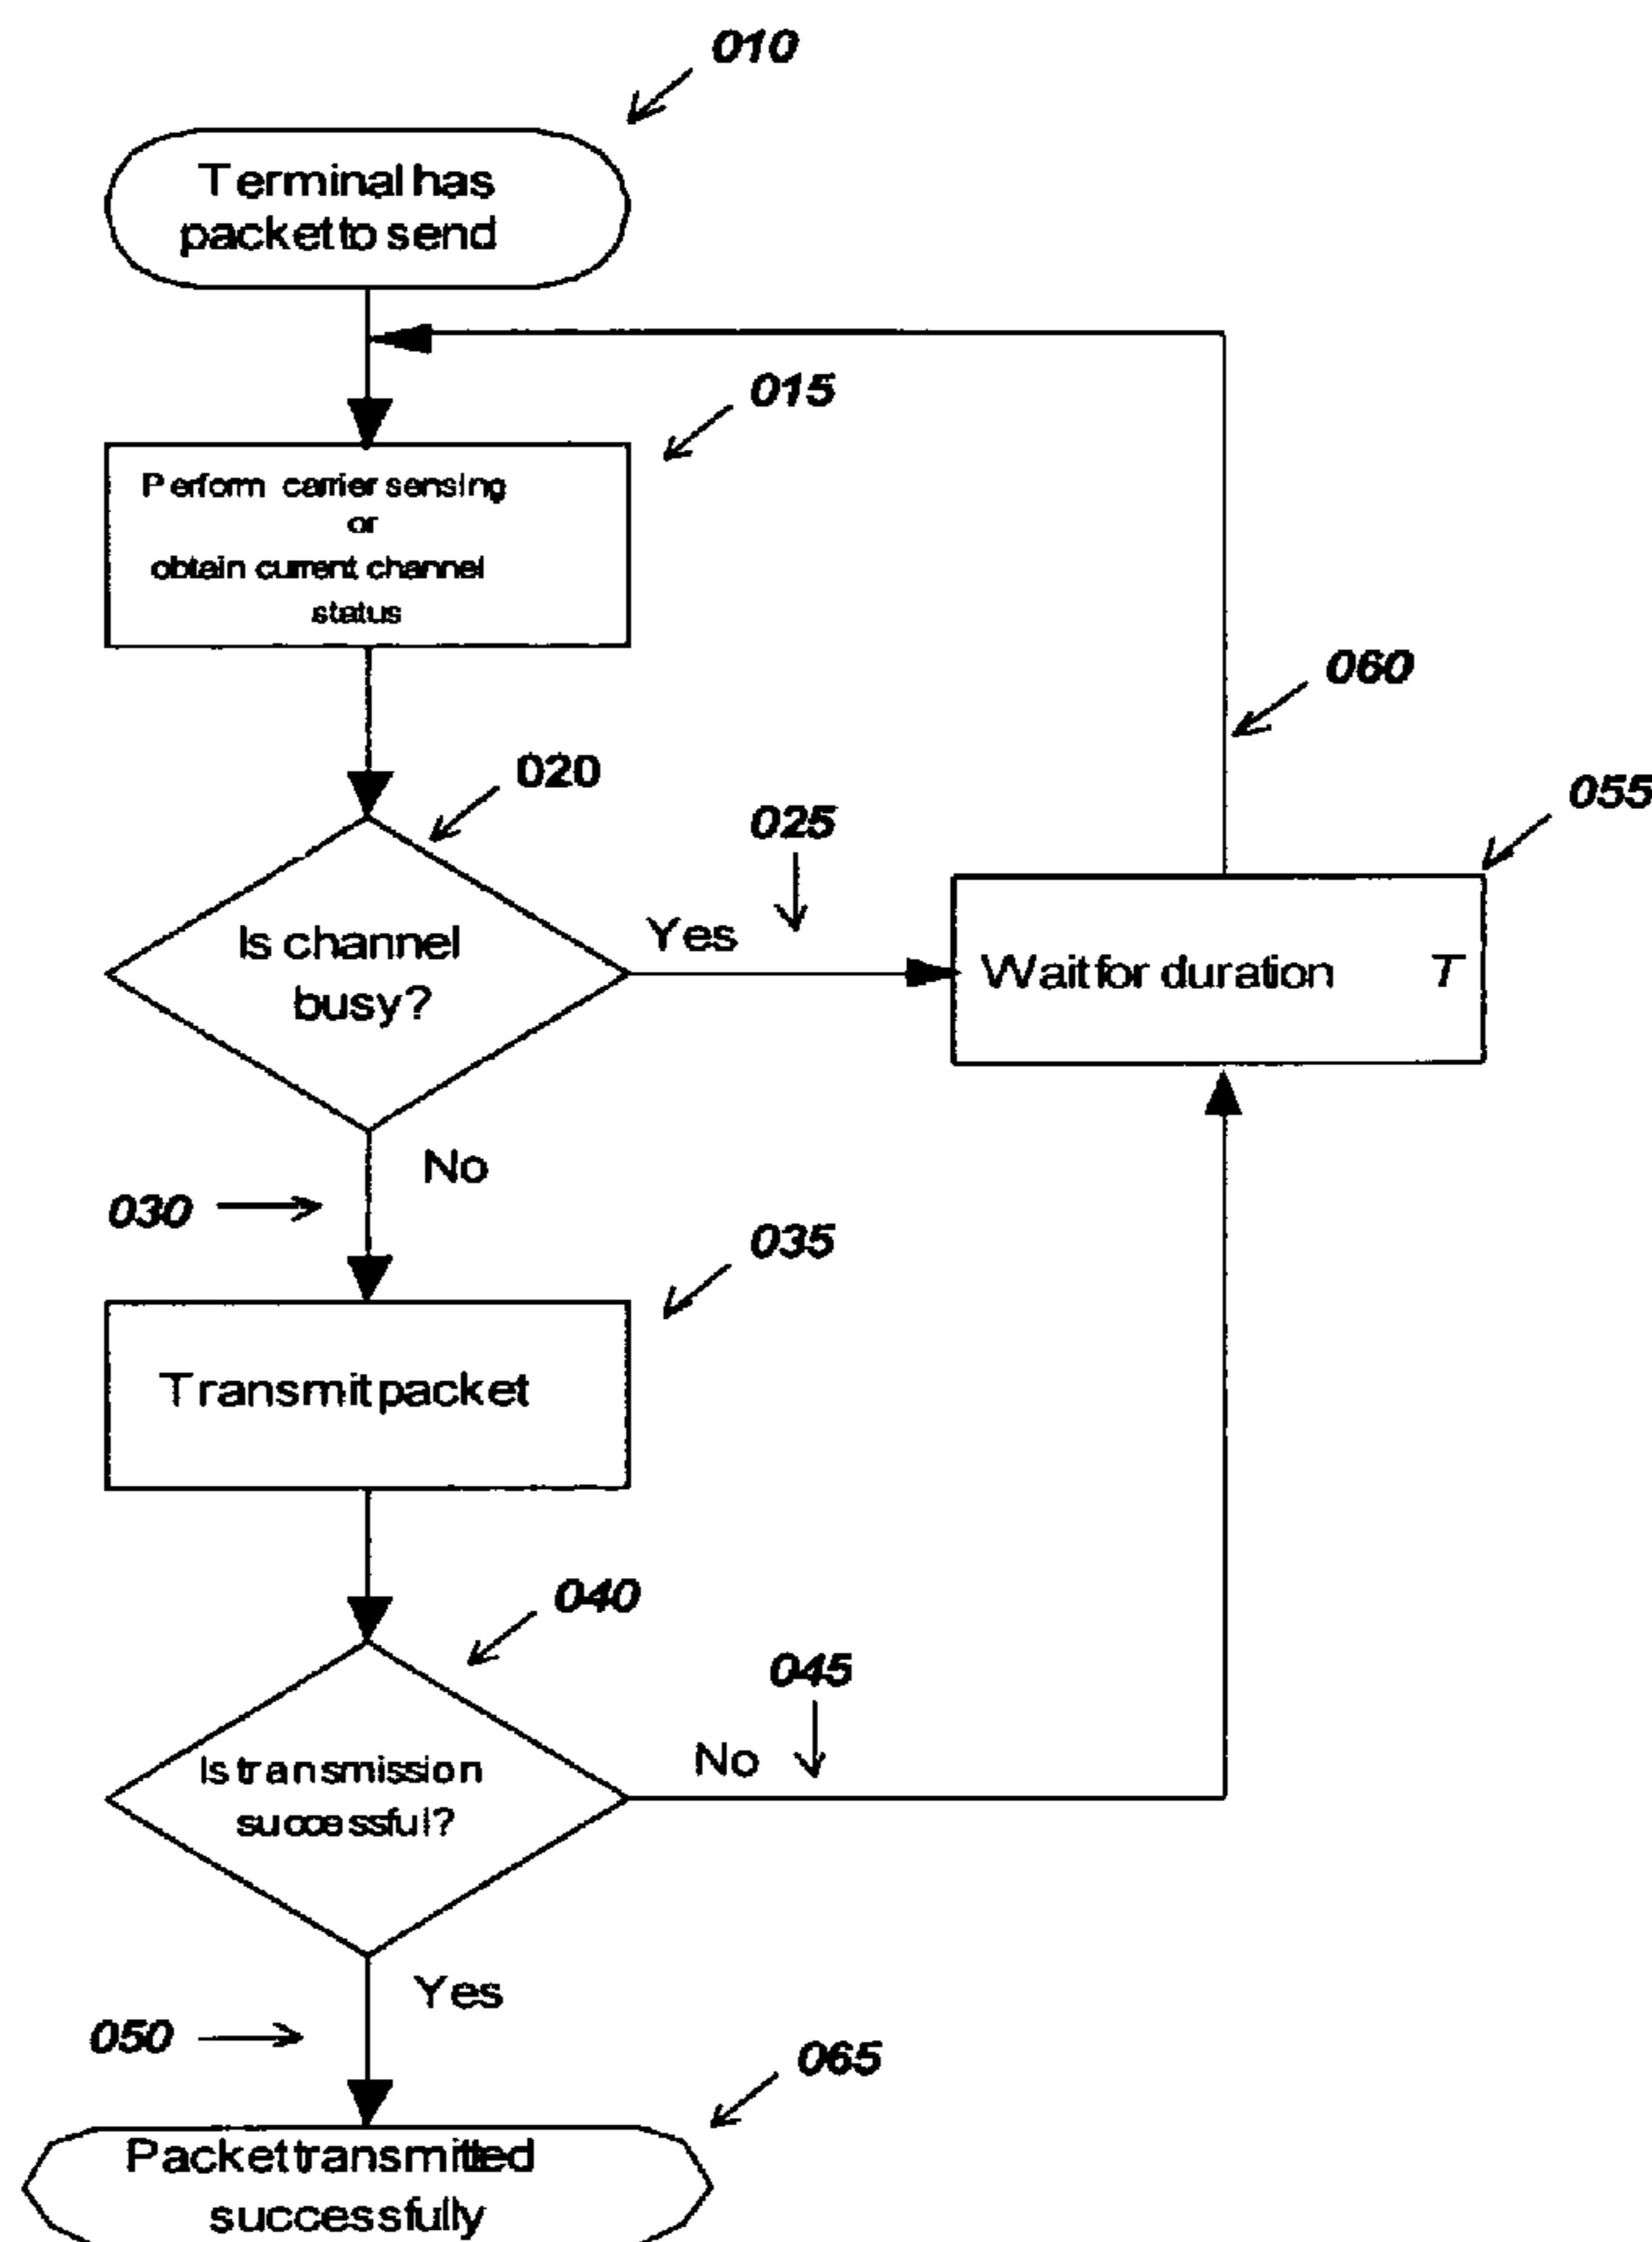 010
Terminal has
packet to send
015
Perform carrier sensing
or
obtain current channel
status
060
020
025
055
Is channel
busy?
Yes
Wait for duration T
No
030
035
Transmit packet
040
045
Is transmission
successful?
No
Yes
050
065
Packet transmitted
successfully